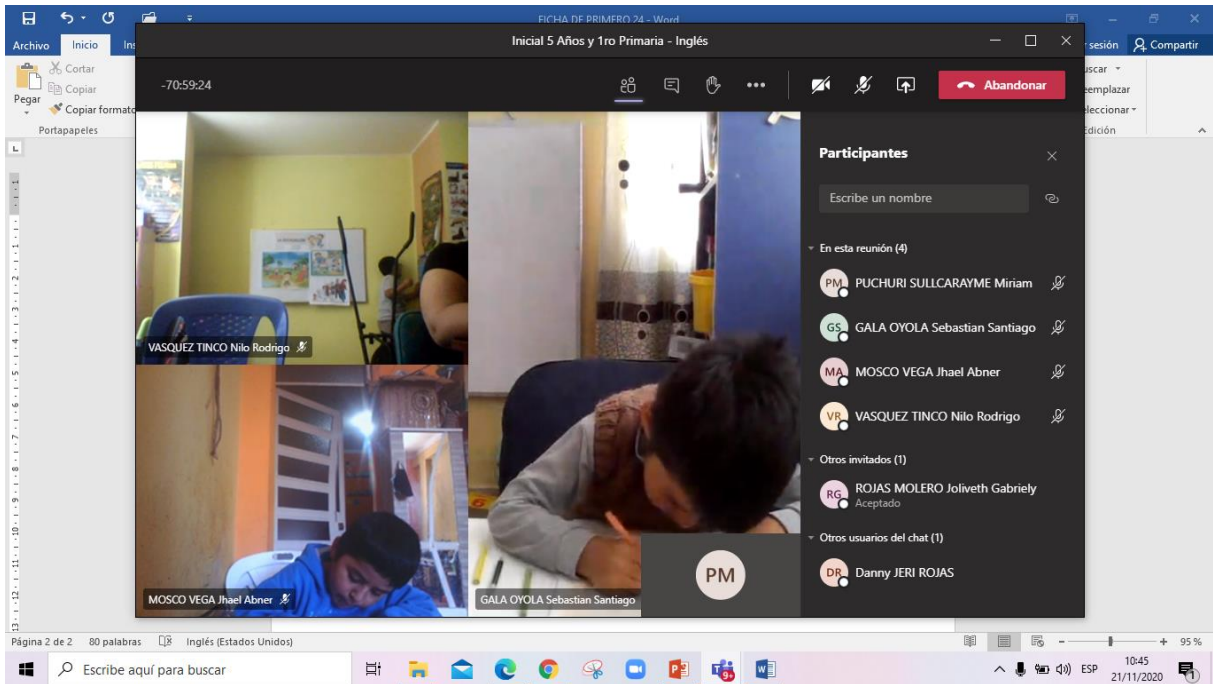 FICHA DE PRIMERO 24 - Word
Archivo Inicio Ins
sesión Compartir
Pegar
Cortar
Copiar
Copiar formato
Portapapeles
uscar
eemplazar
eleccionar
Edición
Inicial 5 Años y 1ro Primaria - Inglés
-70:59:24
Abandonar
VASQUEZ TINCO Nilo Rodrigo
MOSCO VEGA Jhael Abner
GALA OYOLA Sebastian Santiago
PM
Participantes
Escribe un nombre
En esta reunión (4)
PM PUCHURI SULLCARAYME Miriam
GS GALA OYOLA Sebastian Santiago
MA MOSCO VEGA Jhael Abner
VR VASQUEZ TINCO Nilo Rodrigo
Otros invitados (1)
RG ROJAS MOLERO Joliveth Gabriely
Aceptado
Otros usuarios del chat (1)
DR Danny JERI ROJAS
Página 2 de 2 80 palabras Inglés (Estados Unidos)
95 %
Escribe aquí para buscar
ESP
10:45
21/11/2020